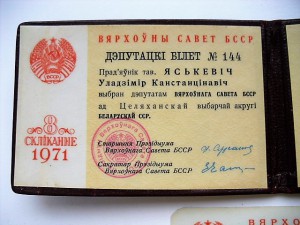 8
СКЛІКАННЕ
1971
ВЯРХОЎНЫ САВЕТ БССР
ДЭПУТАЦКІ БІЛЕТ № 144
Прад'яўнік тав. ЯСЬКЕВІЧ
Уладзімір Канстанцінавіч
выбран дэпутатам ВЯРХОЎНАГА САВЕТА БССР
ад Целяханскай выбарчай акругі
БЕЛАРУСКАЙ ССР.
Старшыня Прэзідыума
Вярхоўнага Савета БССР
Сакратар Прэзідыума
Вярхоўнага Савета БССР
ВЯРХО